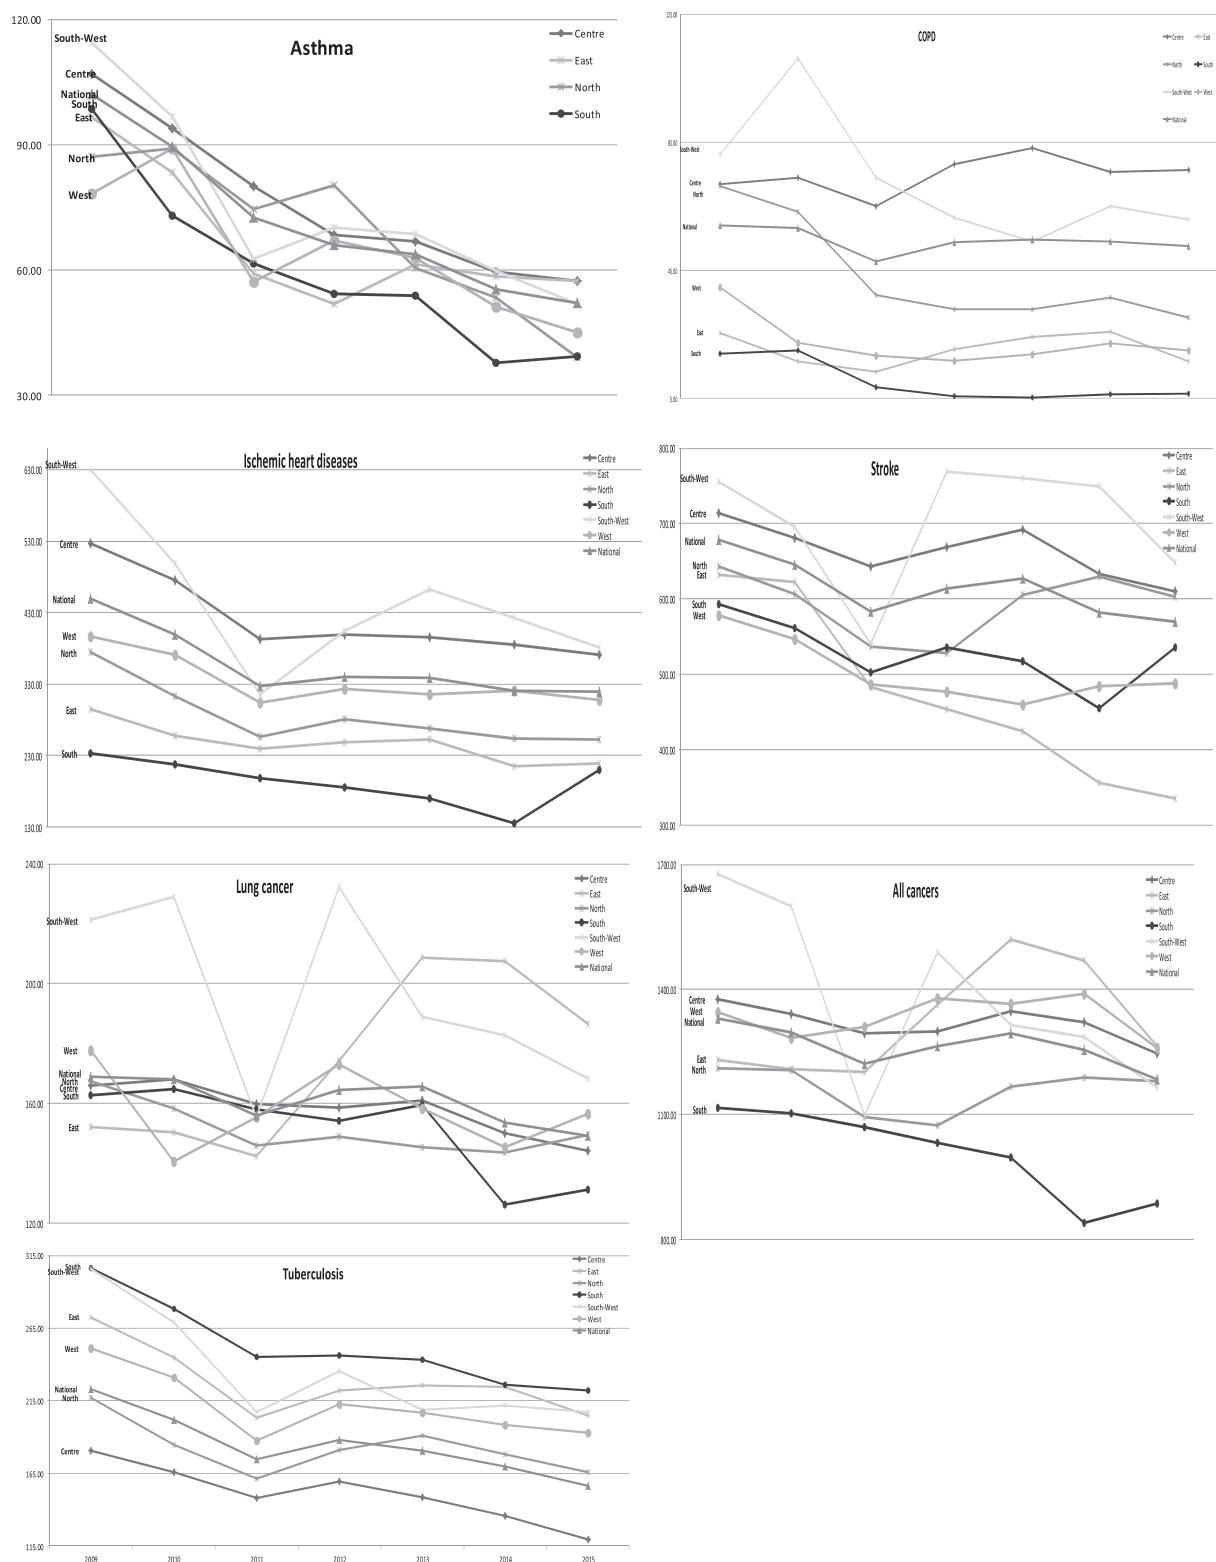 Asthma
120.00
90.00
60.00
30.00
South-West
Centre
National
South
East
North
West
Centre
East
North
South
COPD
125.00
85.00
45.00
5.00
South-West
Centre
North
National
West
East
South
Centre East
North South
South-West West
National
Ischemic heart diseases
630.00
530.00
430.00
330.00
230.00
130.00
South-West
Centre
National
West
North
East
South
Centre
East
North
South
South-West
West
National
Stroke
800.00
700.00
600.00
500.00
400.00
300.00
South-West
Centre
National
North
East
South
West
Centre
East
North
South
South-West
West
National
Lung cancer
240.00
200.00
160.00
120.00
South-West
West
National
North
Centre
South
East
Centre
East
North
South
South-West
West
National
All cancers
1700.00
1400.00
1100.00
800.00
South-West
Centre
West
National
East
North
South
Centre
East
North
South
South-West
West
National
Tuberculosis
315.00
265.00
215.00
165.00
115.00
South
South-West
East
West
National
North
Centre
Centre
East
North
South
South-West
West
National
2009 2010 2011 2012 2013 2014 2015